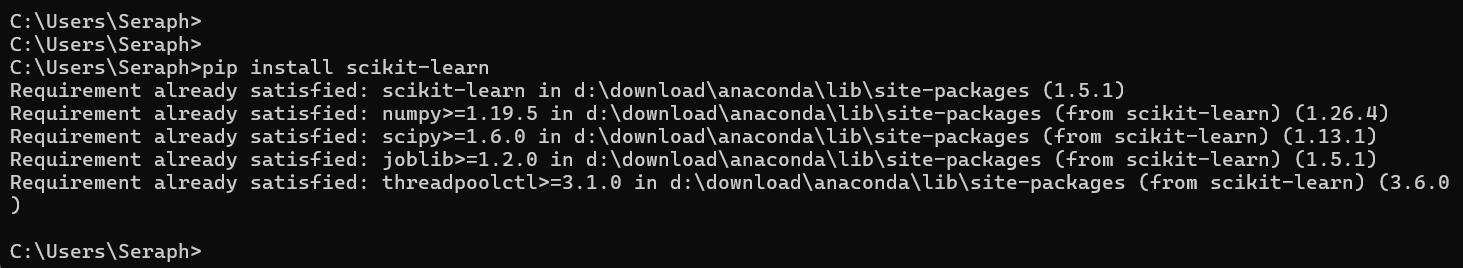 C:\Users\Seraph>
C:\Users\Seraph>
C:\Users\Seraph>pip install scikit-learn
Requirement already satisfied: scikit-learn in d:\download\anaconda\lib\site-packages (1.5.1)
Requirement already satisfied: numpy>=1.19.5 in d:\download\anaconda\lib\site-packages (from scikit-learn) (1.26.4)
Requirement already satisfied: scipy>=1.6.0 in d:\download\anaconda\lib\site-packages (from scikit-learn) (1.13.1)
Requirement already satisfied: joblib>=1.2.0 in d:\download\anaconda\lib\site-packages (from scikit-learn) (1.5.1)
Requirement already satisfied: threadpoolctl>=3.1.0 in d:\download\anaconda\lib\site-packages (from scikit-learn) (3.6.0
)
C:\Users\Seraph>